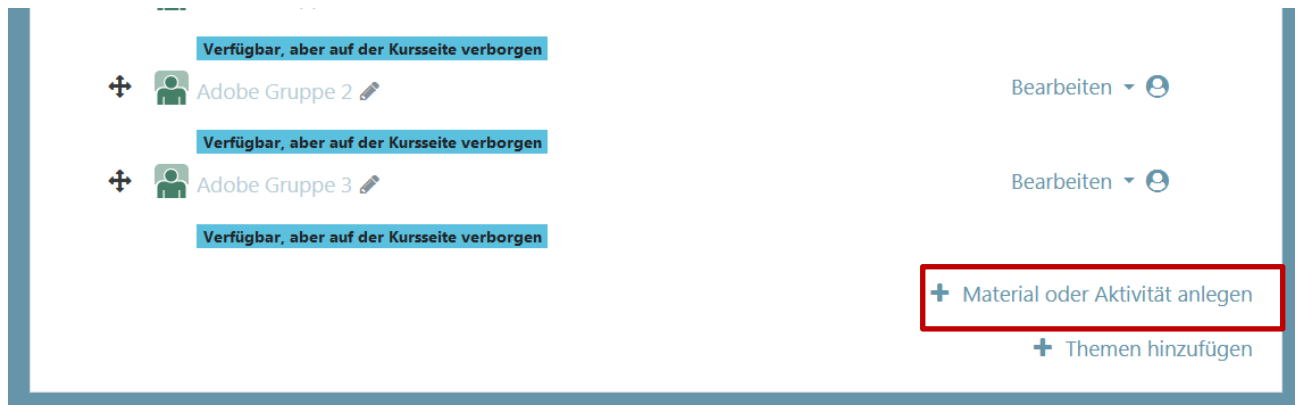 Verfügbar, aber auf der Kursseite verborgen
Adobe Gruppe 2 Bearbeiten
Verfügbar, aber auf der Kursseite verborgen
Adobe Gruppe 3 Bearbeiten
Verfügbar, aber auf der Kursseite verborgen
Material oder Aktivität anlegen
Themen hinzufügen